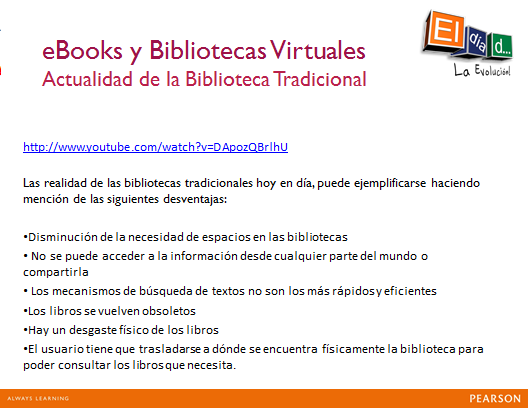 eBooks y Bibliotecas Virtuales
Actualidad de la Biblioteca Tradicional
El día d...
La Evolución!
http://www.youtube.com/watch?v=DApozQBrlhU
Las realidad de las bibliotecas tradicionales hoy en día, puede ejemplificarse haciendo
mención de las siguientes desventajas:
•Disminución de la necesidad de espacios en las bibliotecas
• No se puede acceder a la información desde cualquier parte del mundo o
compartirla
• Los mecanismos de búsqueda de textos no son los más rápidos y eficientes
•Los libros se vuelven obsoletos
•Hay un desgaste físico de los libros
•El usuario tiene que trasladarse a dónde se encuentra físicamente la biblioteca para
poder consultar los libros que necesita.
ALWAYS LEARNING
PEARSON